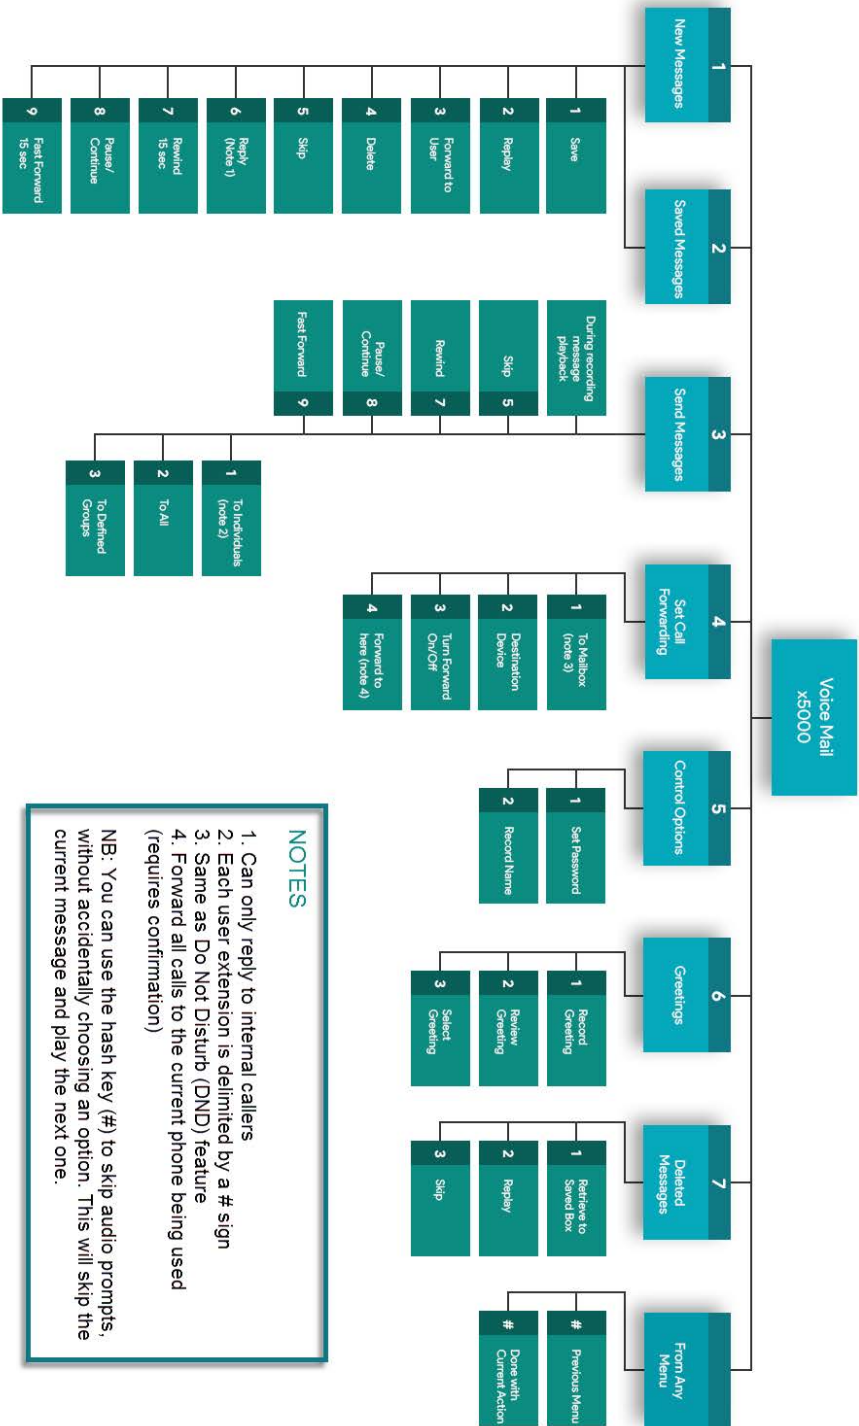 Voice Mail
x5000
1
New Messages
1
Save
2
Replay
3
Forward to
User
4
Delete
5
Skip
6
Reply
(Note 1)
7
Rewind
15 sec
8
Pause/
Continue
9
Fast Forward
15 sec
2
Saved Messages
3
Send Messages
During recording
message
playback
Skip
5
Rewind
7
Pause/
Continue
8
Fast Forward
9
1
To Individuals
(note 2)
2
To All
3
To Defined
Groups
4
Set Call
Forwarding
1
To Mailbox
(note 3)
2
Destination
Device
3
Turn Forward
On/Off
4
Forward to
here (note 4)
5
Control Options
1
Set Password
2
Record Name
6
Greetings
1
Record
Greeting
2
Review
Greeting
3
Select
Greeting
7
Deleted
Messages
1
Retrieve to
Saved Box
2
Replay
3
Skip
From Any
Menu
#
Previous Menu
#
Done with
Current Action
NOTES
1. Can only reply to internal callers
2. Each user extension is delimited by a # sign
3. Same as Do Not Disturb (DND) feature
4. Forward all calls to the current phone being used
(requires confirmation)
NB: You can use the hash key (#) to skip audio prompts,
without accidentally choosing an option. This will skip the
current message and play the next one.